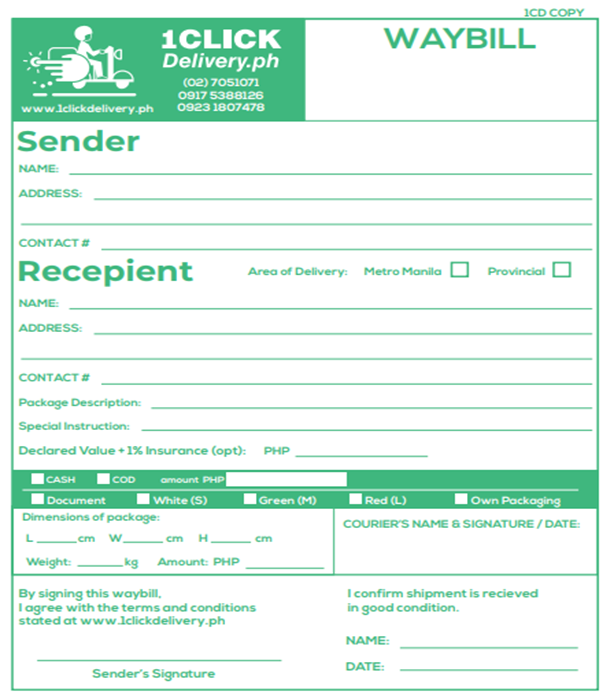 1CD COPY
1CLICK
Delivery.ph
(02) 7051071
0917 5388126
0923 1807478
www.1clickdelivery.ph
WAYBILL
Sender
NAME:
ADDRESS:
CONTACT #
Recepient
Area of Delivery: Metro Manila Provincial
NAME:
ADDRESS:
CONTACT #
Package Description:
Special Instruction:
Declared Value + 1% Insurance (opt): PHP
CASH COD amount PHP
Document White (S) Green (M) Red (L) Own Packaging
Dimensions of package:
L cm W cm H cm
Weight: kg Amount: PHP
COURIER'S NAME & SIGNATURE / DATE:
By signing this waybill,
I agree with the terms and conditions
stated at www.1clickdelivery.ph
Sender's Signature
I confirm shipment is recieved
in good condition.
NAME:
DATE: